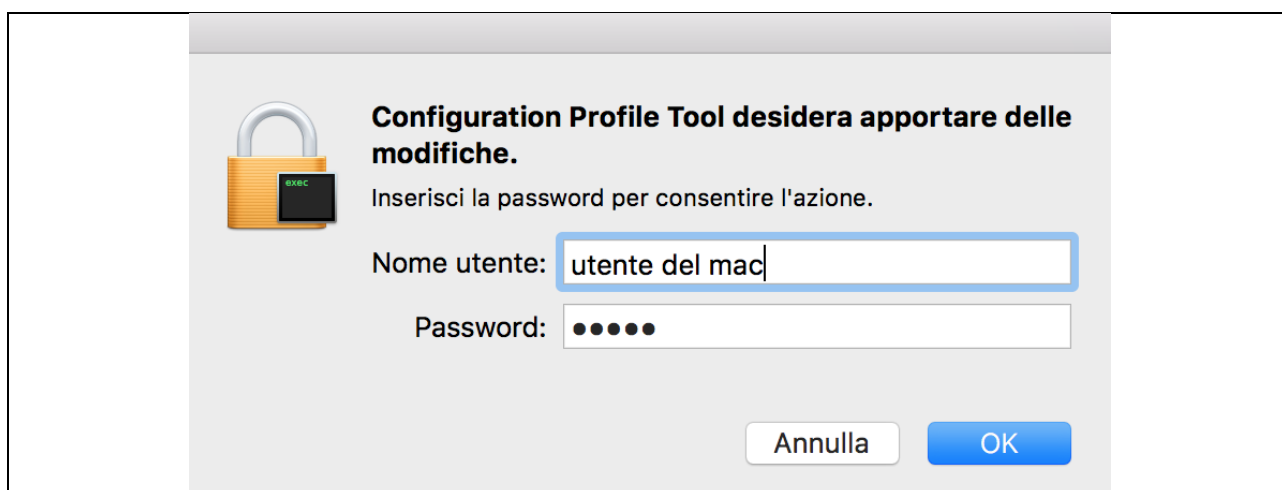 Configuration Profile Tool desidera apportare delle
modifiche.
exec
Inserisci la password per consentire l'azione.
Nome utente: utente del mac
Password: •••••
Annulla OK